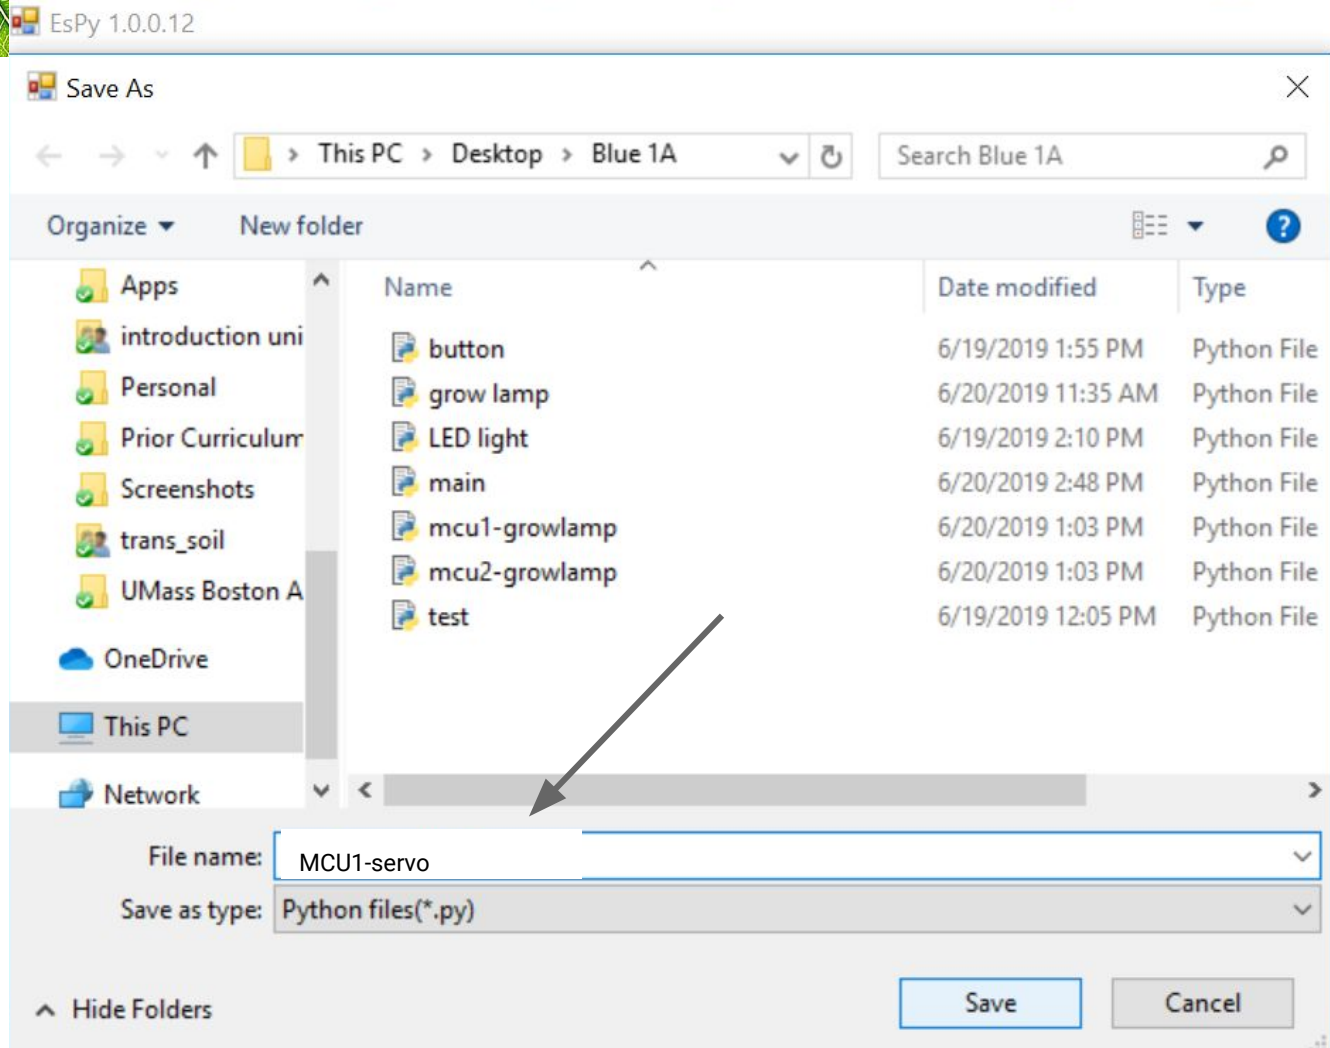 EsPy 1.0.0.12
Save As
This PC > Desktop > Blue 1A
Search Blue 1A
Organize
New folder
?
Name
Date modified
Type
Apps
introduction uni
Personal
Prior Curriculum
Screenshots
trans_soil
UMass Boston A
OneDrive
This PC
Network
button 6/19/2019 1:55 PM Python File
grow lamp 6/20/2019 11:35 AM Python File
LED light 6/19/2019 2:10 PM Python File
main 6/20/2019 2:48 PM Python File
mcu1-growlamp 6/20/2019 1:03 PM Python File
mcu2-growlamp 6/20/2019 1:03 PM Python File
test 6/19/2019 12:05 PM Python File
File name: MCU1-servo
Save as type: Python files(*.py)
Hide Folders
Save
Cancel